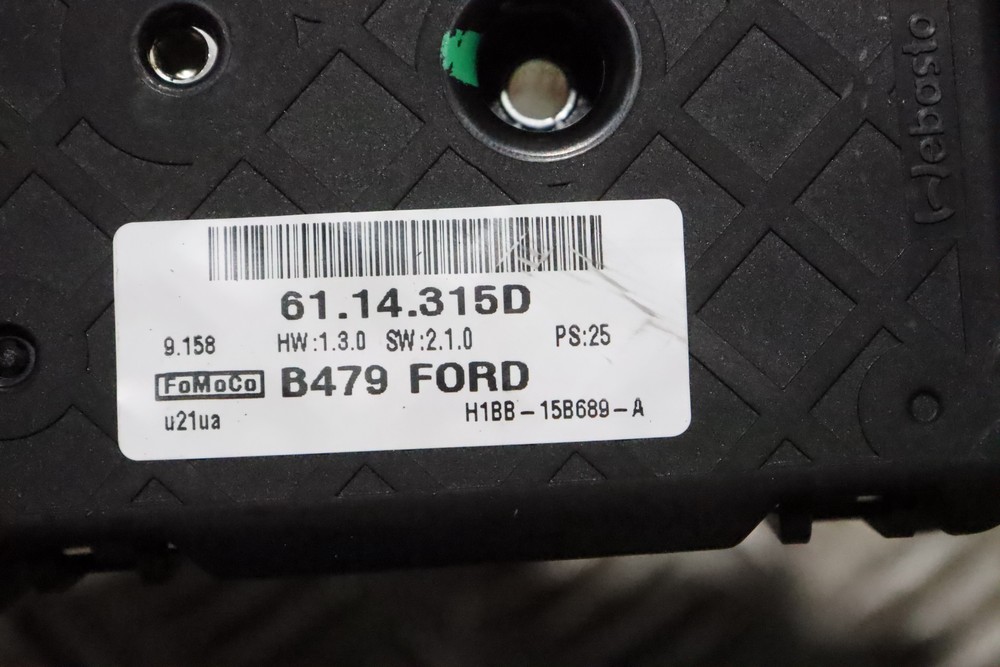 Webasto
61.14.315D
9.158 HW:1.3.0 SW:2.1.0 PS:25
FoMoCo B479 FORD
u21ua H1BB-15B689-A